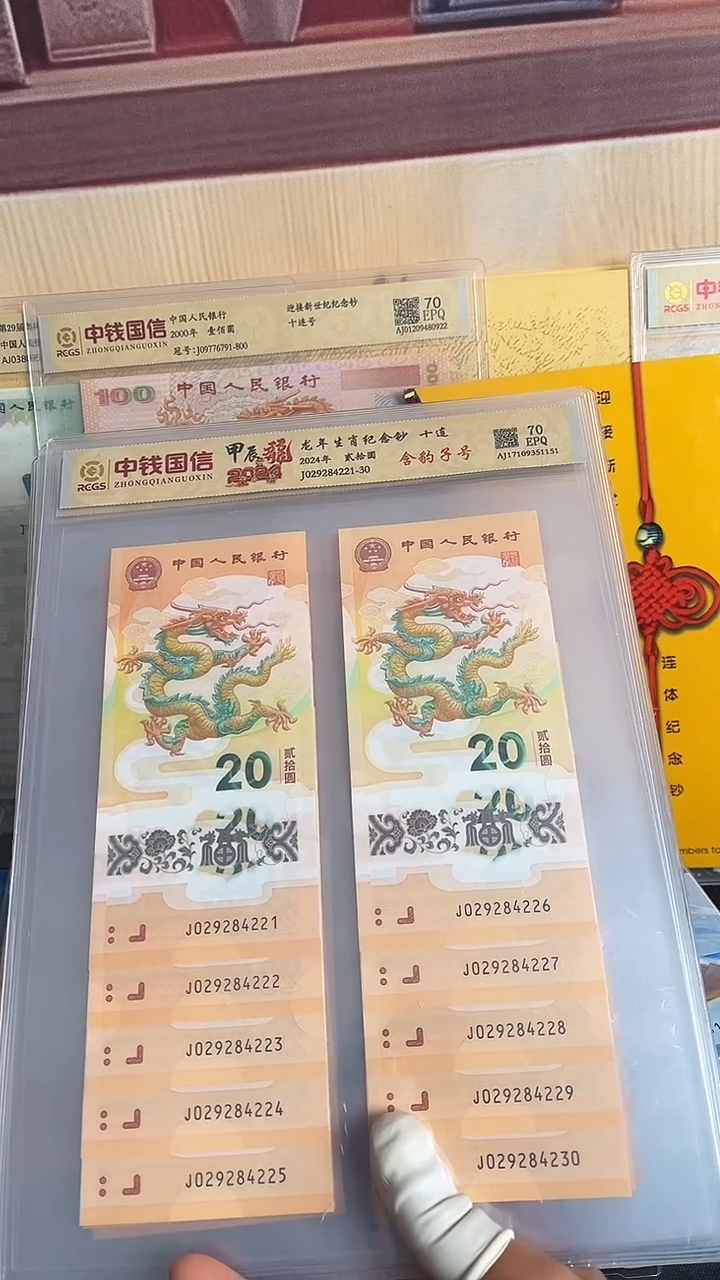 中钱国信
ZHONGQIANGUOXIN
RCGS
中国人民银行
2000年 壹佰圆
冠号:J09776791-800
迎接新世纪纪念钞
十连号
70
EPQ
AJ01209480922
100 中国人民银行
RCGS
中钱国信
ZHONGQIANGUOXIN
甲辰龍
2024
龙年生肖纪念钞 十连
2024年 贰拾圆
J029284221-30
含豹子号
70
EPQ
AJ17109351151
中国人民银行
20
贰拾圆
J029284221
J029284222
J029284223
J029284224
J029284225
中国人民银行
20
贰拾圆
J029284226
J029284227
J029284228
J029284229
J029284230
RCGS
迎接新
连体纪念钞